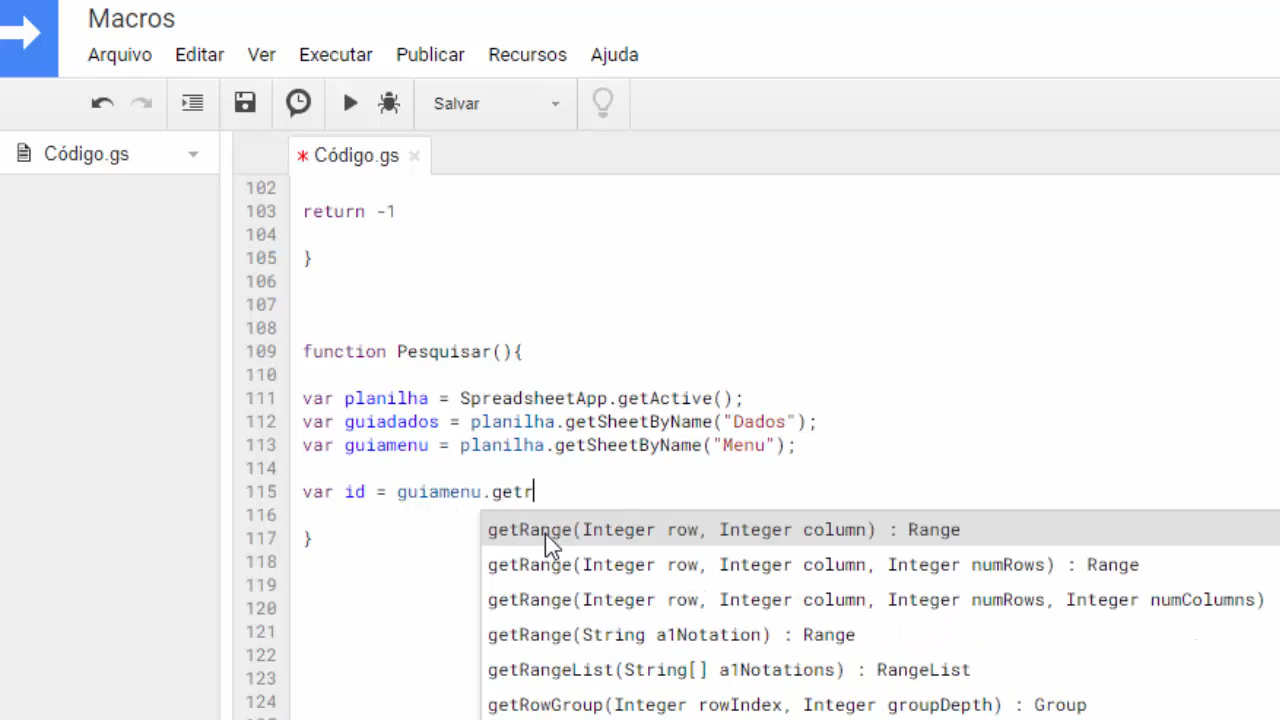 Macros
Arquivo Editar Ver Executar Publicar Recursos Ajuda
Salvar
Código.gs
* Código.gs ×
102
103 return -1
104
105 }
106
107
108
109 function Pesquisar(){
110
111 var planilha = SpreadsheetApp.getActive();
112 var guiadados = planilha.getSheetByName("Dados");
113 var guiamenu = planilha.getSheetByName("Menu");
114
115 var id = guiamenu.getr
116
getRange(Integer row, Integer column) : Range
117 }
118
getRange(Integer row, Integer column, Integer numRows) : Range
119
getRange(Integer row, Integer column, Integer numRows, Integer numColumns)
120
121
getRange(String a1Notation) : Range
122
getRangeList(String[] a1Notations) : RangeList
123
124
getRowGroup(Integer rowIndex, Integer groupDepth) : Group